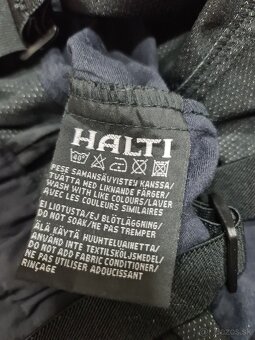 HALTI
40°
PESE SAMANSÄVYISTEN KANSSA/
TVÄTTA MED LIKNANDE FÄRGER/
WASH WITH LIKE COLOURS/LAVER
AVEC LES COULEURS SIMILAIRES
EI LIOTUSTA/EJ BLÖTLÄGGNING/
DO NOT SOAK/NE PAS TREMPER
ÄLÄ KÄYTÄ HUUHTELUAINETTA/
ANVÄND INTE TEXTILSKÖLJMEDEL/
DO NOT ADD FABRIC CONDITIONER/
NE PAS UTILISER ADOUCISSANT
RINÇAGE